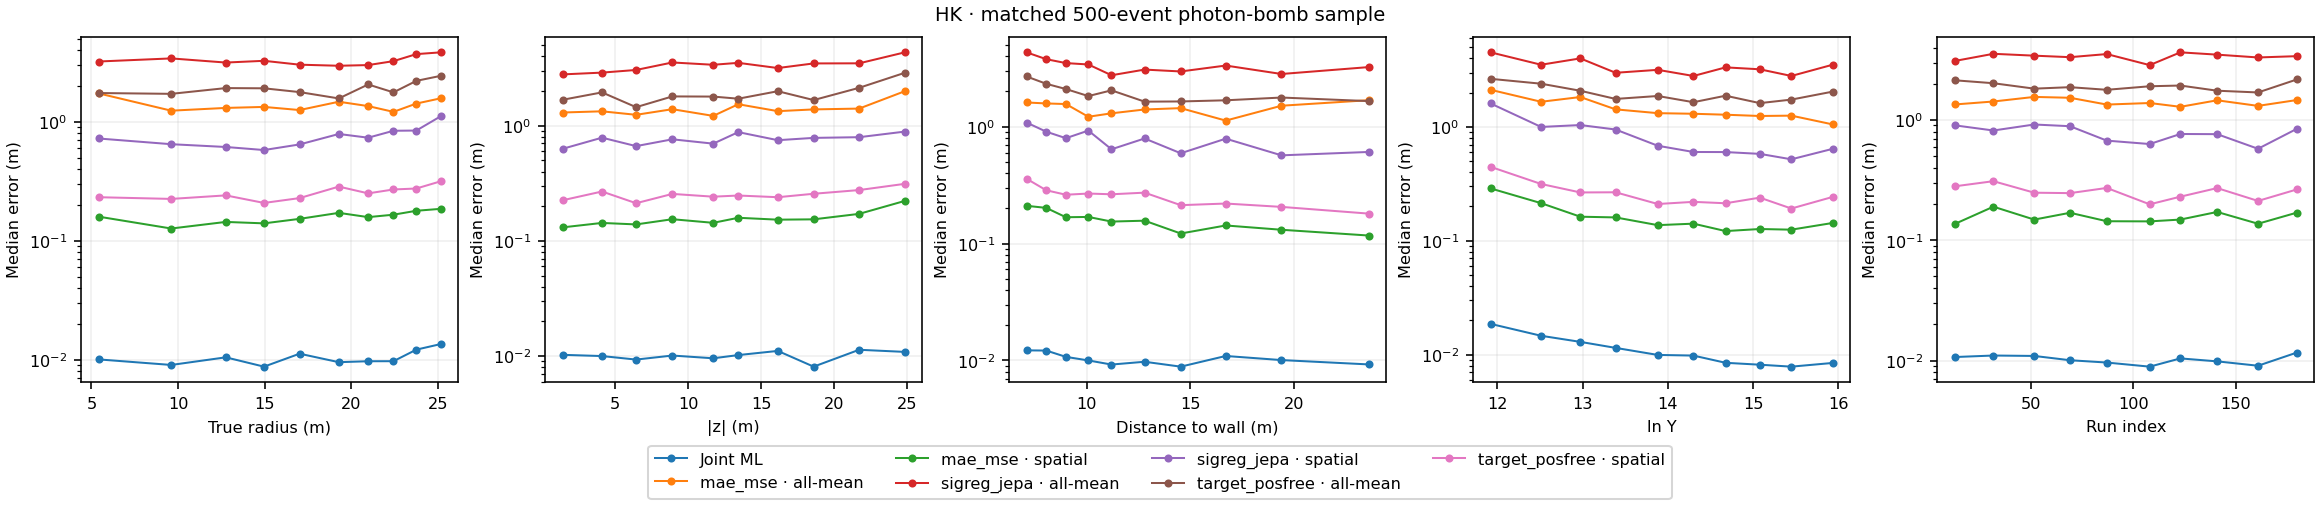 HK · matched 500-event photon-bomb sample
Median error (m)
10⁰
10⁻¹
10⁻²
5 10 15 20 25
True radius (m)
Median error (m)
10⁰
10⁻¹
10⁻²
5 10 15 20 25
|z| (m)
Median error (m)
10⁰
10⁻¹
10⁻²
10 15 20
Distance to wall (m)
Median error (m)
10⁰
10⁻¹
10⁻²
12 13 14 15 16
ln Y
Median error (m)
10⁰
10⁻¹
10⁻²
50 100 150
Run index
Joint ML
mae_mse · all-mean
mae_mse · spatial
sigreg_jepa · all-mean
sigreg_jepa · spatial
target_posfree · all-mean
target_posfree · spatial